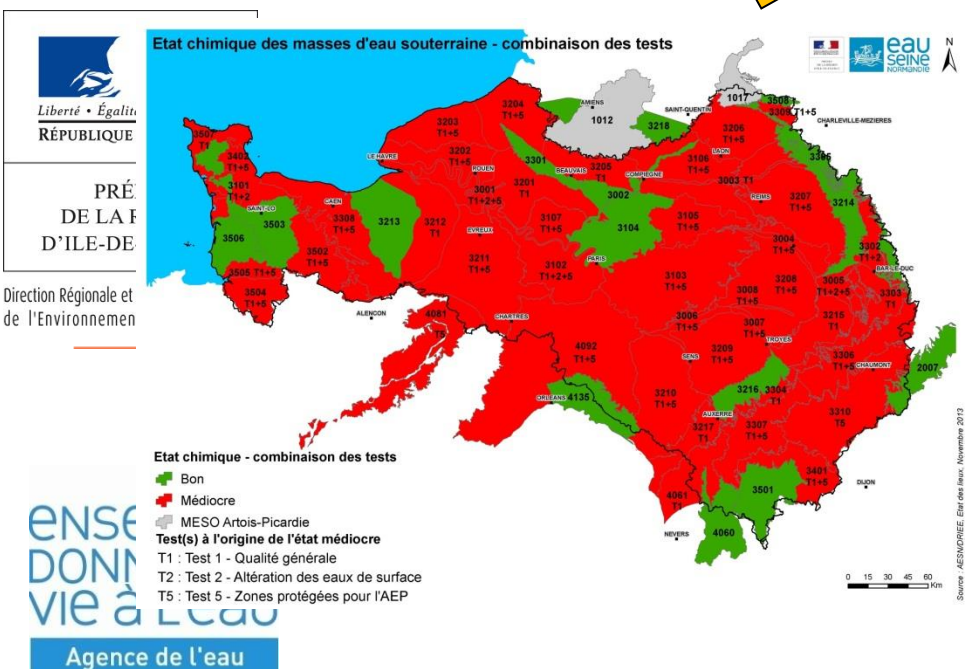 Liberté • Égalit
RÉPUBLIQUE
PRÉ
DE LA R
D'ILE-DE-
Direction Régionale et
de l'Environnemen
Etat chimique des masses d'eau souterraine - combinaison des tests
eau
SEINE
NORMANDIE
N
3204
T1+5
AMIENS
1012
SAINT-QUENTIN
1017
3508
3309 T1+5
CHARLEVILLE-MEZIERES
3507
T1
3402
T1+5
3101
T1+2
3203
T1+5
3202
T1+5
LE HAVRE
ROUEN
3301
BEAUVAIS
3205
T1
3218
COMPIEGNE
3206
T1+5
LAON
3106
T1+5
3003 T1
REIMS
3207
T1+5
3214
SAINT-LO
3503
3506
CAEN
3308
T1+5
3213
3212
T1
3001
T1+2+5
EVREUX
3201
T1
3107
T1+5
3002
3104
PARIS
3105
T1+5
3004
T1+5
3302
T1+2
BAR-LE-DUC
3502
T1+5
3505 T1+5
3504
T1+5
ALENCON
3211
T1+5
3102
T1+2+5
3103
T1+5
3008
T1+5
3208
T1+5
3005
T1+2+5
3303
T1
3215
T1
4081
T5
CHARTRES
4092
T1+5
3006
T1+5
3007
T1+5
TROYES
SENS
3209
T1+5
3306
T1+5
CHAUMONT
2007
ORLEANS
4135
3210
T1+5
3216
3304
T1
AUXERRE
3217
T1
3307
T1+5
3310
T5
3401
T1+5
DIJON
3501
4061
T1
NEVERS
4060
Etat chimique - combinaison des tests
Bon
Médiocre
MESO Artois-Picardie
Test(s) à l'origine de l'état médiocre
T1 : Test 1 - Qualité générale
T2 : Test 2 - Altération des eaux de surface
T5 : Test 5 - Zones protégées pour l'AEP
0 15 30 45 60
Km
Source : AESN/DRIEE, Etat des lieux, Novembre 2013
ense
DONN
vie à L'eau
Agence de l'eau